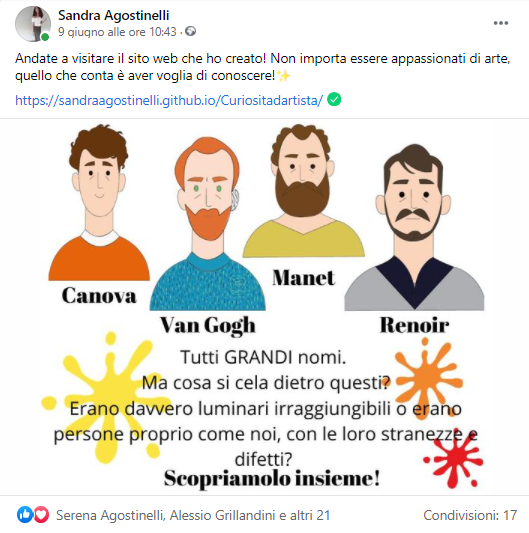 Sandra Agostinelli
9 giugno alle ore 10:43 ·
Andate a visitare il sito web che ho creato! Non importa essere appassionati di arte,
quello che conta è aver voglia di conoscere!✨
https://sandraagostinelli.github.io/Curiositadartista/ ✅
Canova
Van Gogh
Manet
Renoir
Tutti GRANDI nomi.
Ma cosa si cela dietro questi?
Erano davvero luminari irraggiungibili o erano
persone proprio come noi, con le loro stranezze e
difetti?
Scopriamolo insieme!
Serena Agostinelli, Alessio Grillandini e altri 21
Condivisioni: 17